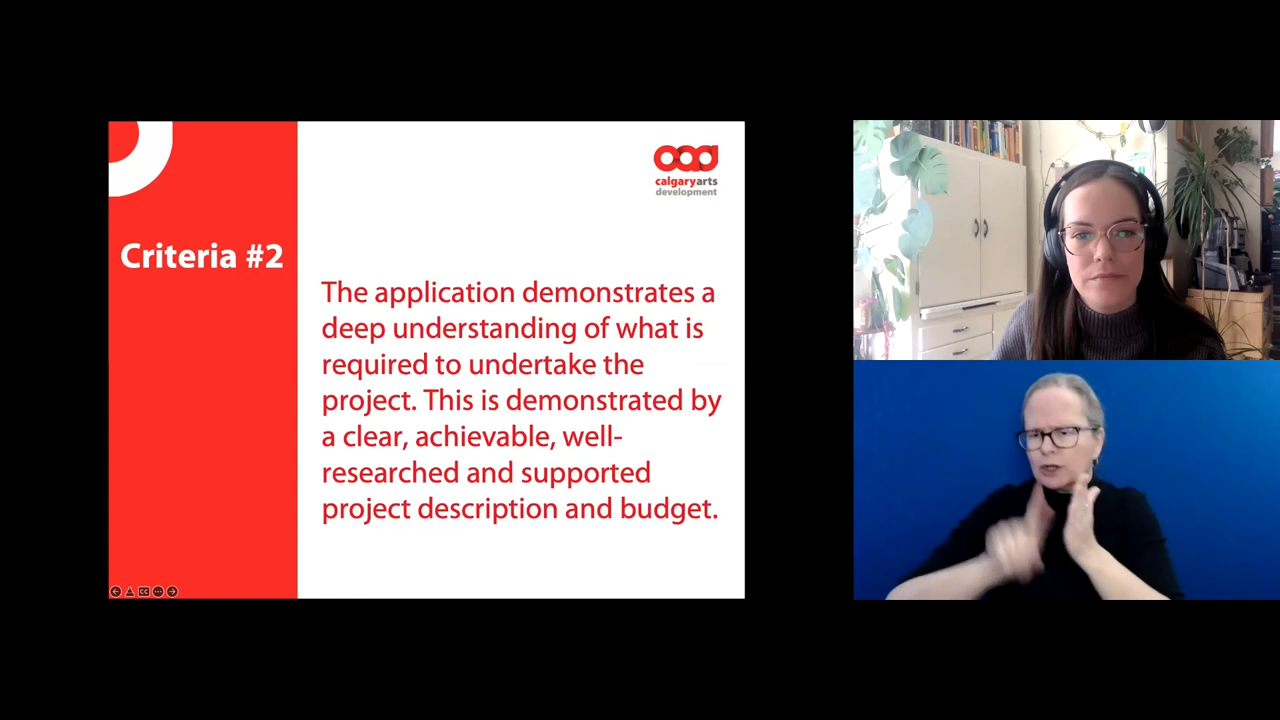 calgaryarts
development
Criteria #2
The application demonstrates a
deep understanding of what is
required to undertake the
project. This is demonstrated by
a clear, achievable, well-
researched and supported
project description and budget.